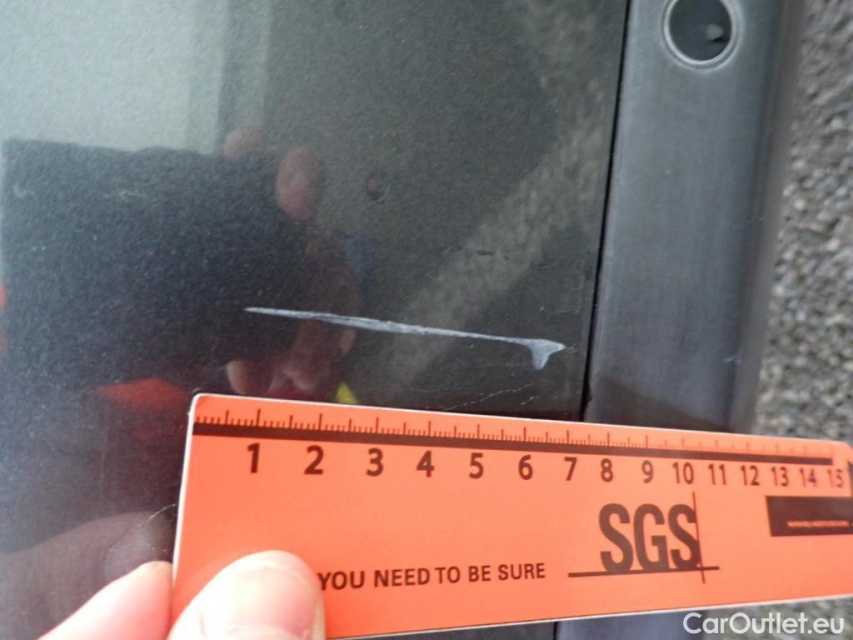 1 2 3 4 5 6 7 8 9 10 11 12 13 14 15
SGS
YOU NEED TO BE SURE
CarOutlet.eu